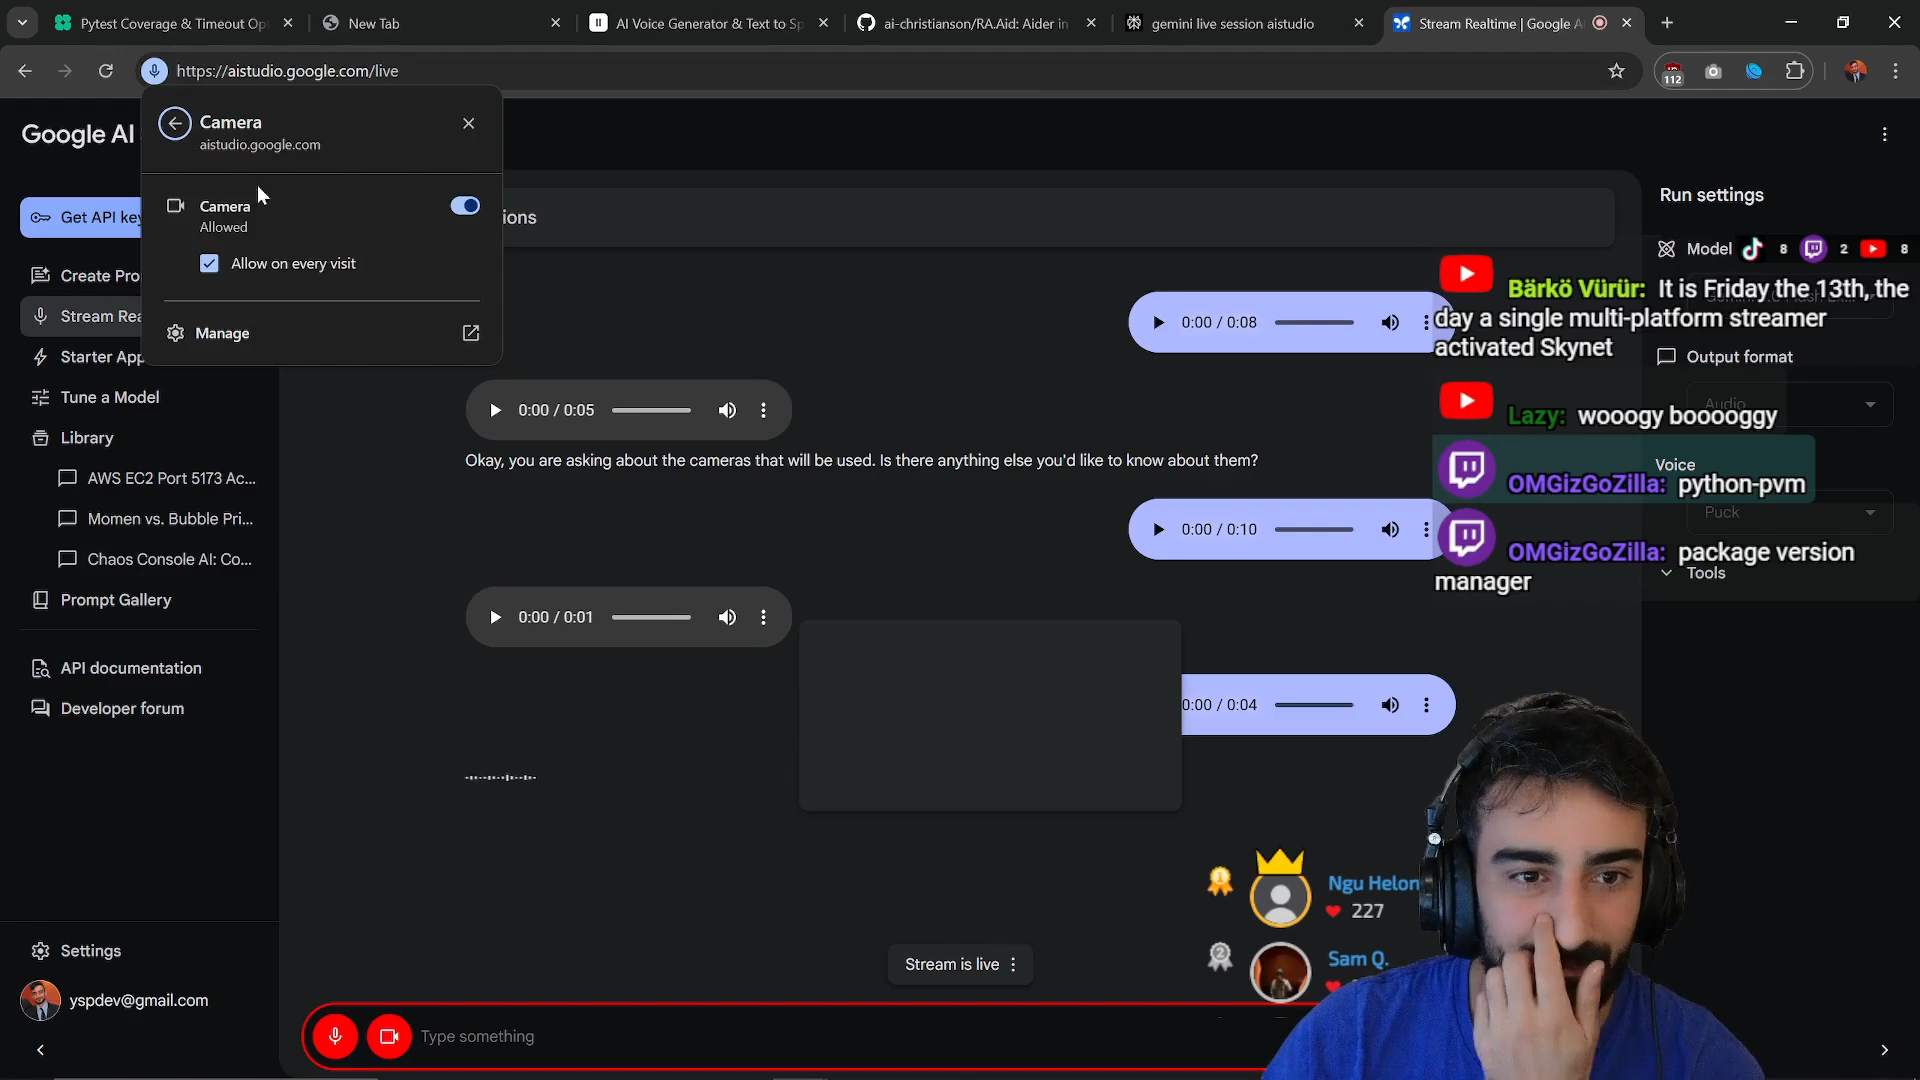 Pytest Coverage & Timeout Op
New Tab
AI Voice Generator & Text to Sp
ai-christianson/RA.Aid: Aider in
gemini live session aistudio
Stream Realtime | Google A
https://aistudio.google.com/live
112
Google AI
Camera
aistudio.google.com
Camera
Allowed
Allow on every visit
Manage
Get API key
Create Pro
Stream Rea
Starter App
Tune a Model
Library
AWS EC2 Port 5173 Ac...
Momen vs. Bubble Pri...
Chaos Console AI: Co...
Prompt Gallery
API documentation
Developer forum
Settings
yspdev@gmail.com
ions
0:00 / 0:08
0:00 / 0:05
Okay, you are asking about the cameras that will be used. Is there anything else you'd like to know about them?
0:00 / 0:10
0:00 / 0:01
0:00 / 0:04
Stream is live
Type something
Run settings
Model
8 2 8
Bärkö Vürür: It is Friday the 13th, the
day a single multi-platform streamer
activated Skynet
Output format
Audio
Lazy: wooogy booooggy
Voice
OMGizGoZilla: python-pvm
Puck
OMGizGoZilla: package version
manager
Tools
1
Ngu Helon
227
2
Sam Q.